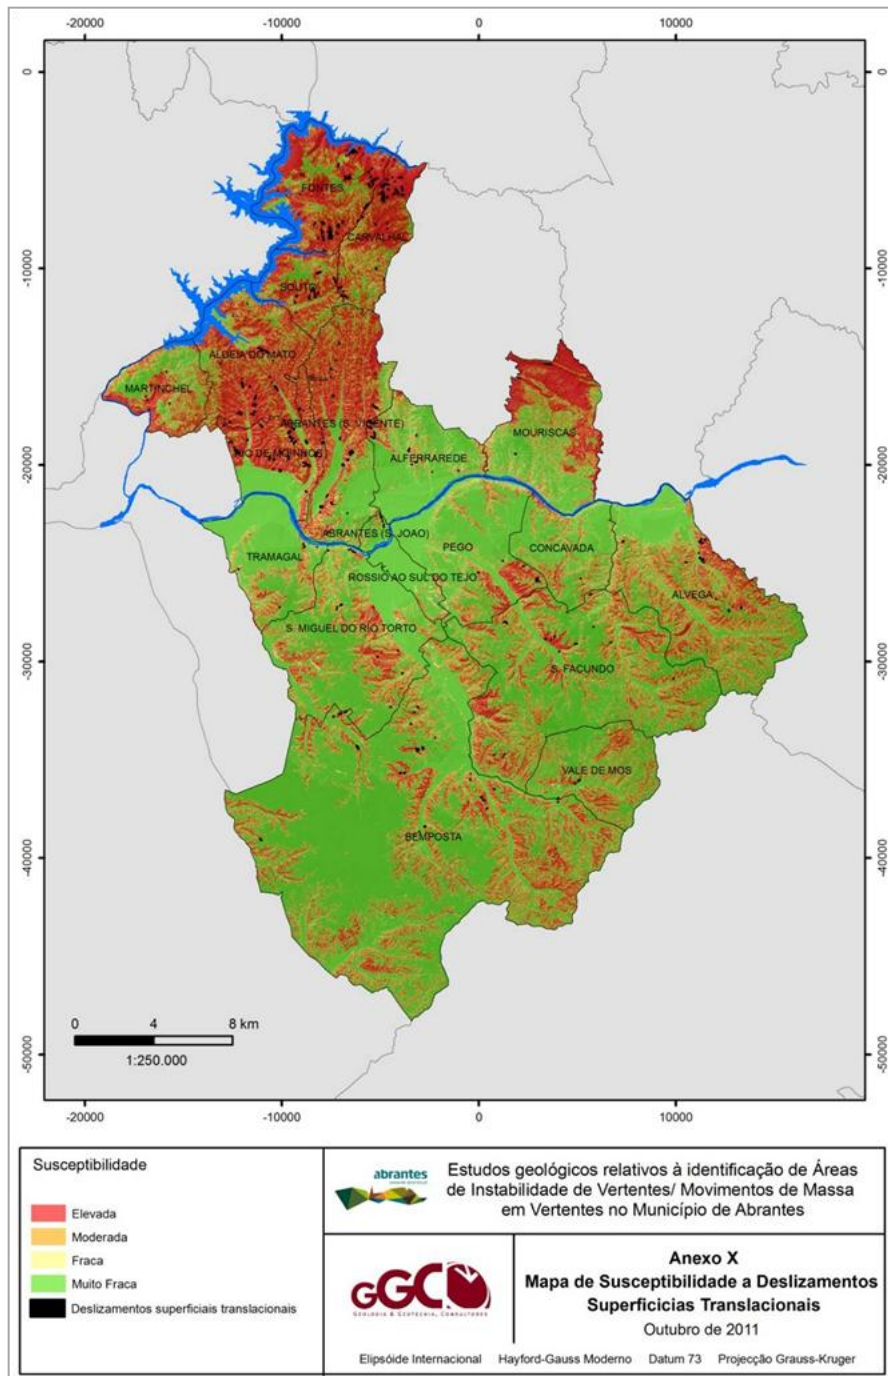 -20000
-10000
0
10000
0
0
FONTES
CARVALHAL
-10000
-10000
SOUTO
ALDEIA DO MATO
MARTINCHEL
ABRANTES (S. VICENTE)
MOURISCAS
RIO DE MOINHOS
ALFERRAREDE
-20000
-20000
ABRANTES (S. JOAO)
TRAMAGAL
PEGO
CONCAVADA
ROSSIO AO SUL DO TEJO
ALVEGA
S. MIGUEL DO RIO TORTO
S. FACUNDO
-30000
-30000
VALE DE MOS
BEMPOSTA
-40000
-40000
0
4
8 km
1:250.000
-50000
-50000
-20000
-10000
0
10000
Susceptibilidade
Elevada
Moderada
Fraca
Muito Fraca
Deslizamentos superficiais translacionais
abrantes
Estudos geológicos relativos à identificação de Áreas
de Instabilidade de Vertentes/ Movimentos de Massa
em Vertentes no Município de Abrantes
GGC
GEOLOGIA & GEOTECNIA, CONSULTORES
Anexo X
Mapa de Susceptibilidade a Deslizamentos
Superficicias Translacionais
Outubro de 2011
Elipsóide Internacional Hayford-Gauss Moderno Datum 73 Projecção Grauss-Kruger